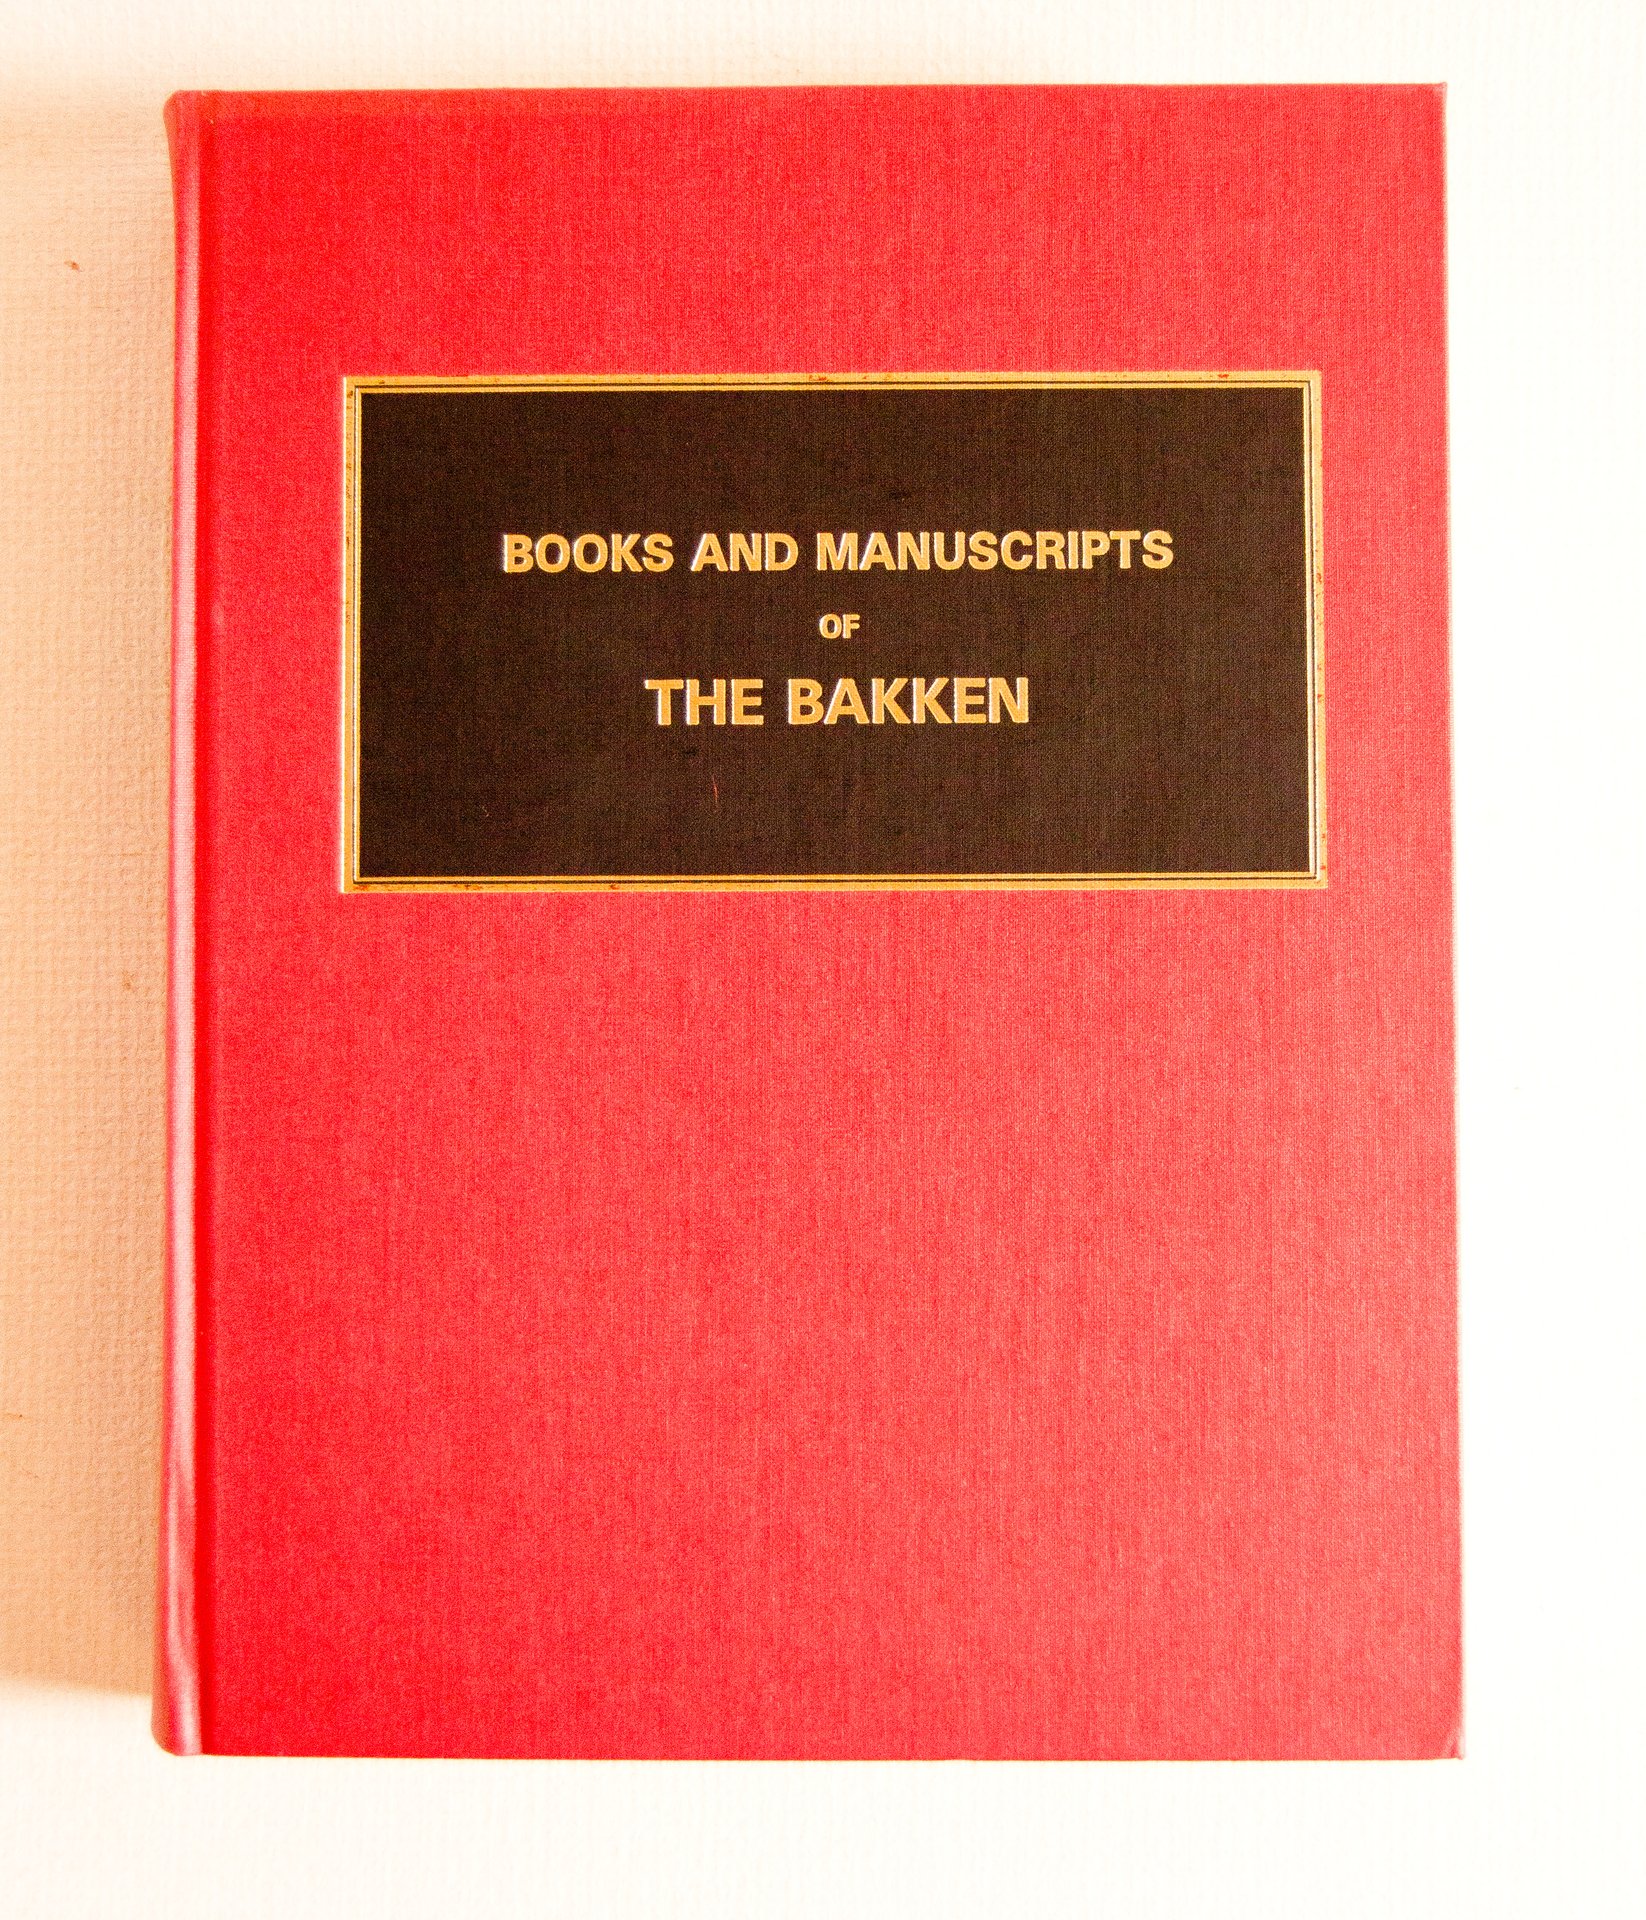 BOOKS AND MANUSCRIPTS
OF
THE BAKKEN